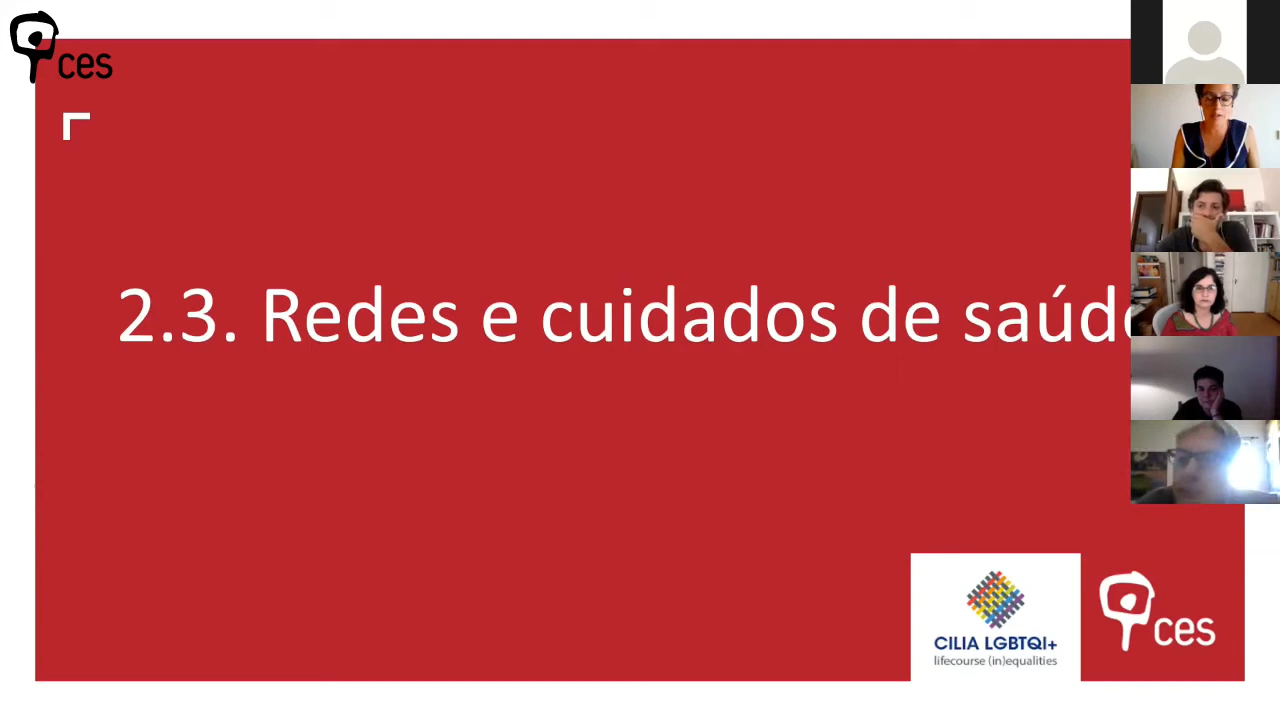 ces
2.3. Redes e cuidados de saúd
CILIA LGBTQI+
lifecourse (in)equalities
ces